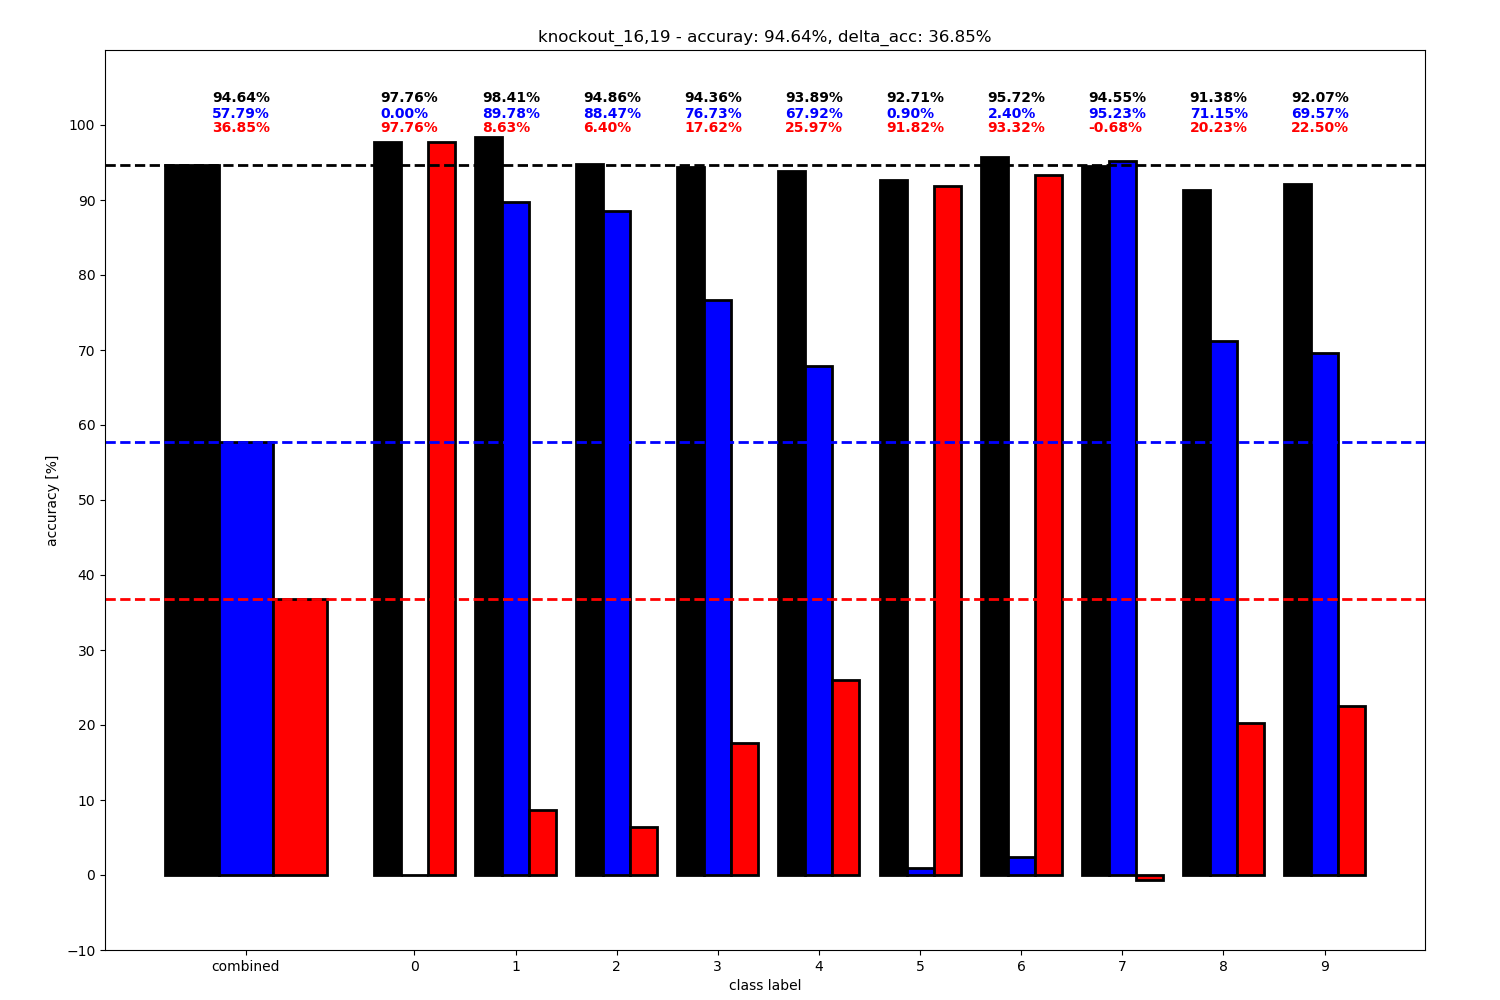 knockout_16,19 - accuray: 94.64%, delta_acc: 36.85%
94.64% 97.76% 98.41% 94.86% 94.36% 93.89% 92.71% 95.72% 94.55% 91.38% 92.07%
57.79% 0.00% 89.78% 88.47% 76.73% 67.92% 0.90% 2.40% 95.23% 71.15% 69.57%
36.85% 97.76% 8.63% 6.40% 17.62% 25.97% 91.82% 93.32% -0.68% 20.23% 22.50%
100
90
80
70
60
50
40
30
20
10
0
−10
accuracy [%]
combined 0 1 2 3 4 5 6 7 8 9
class label